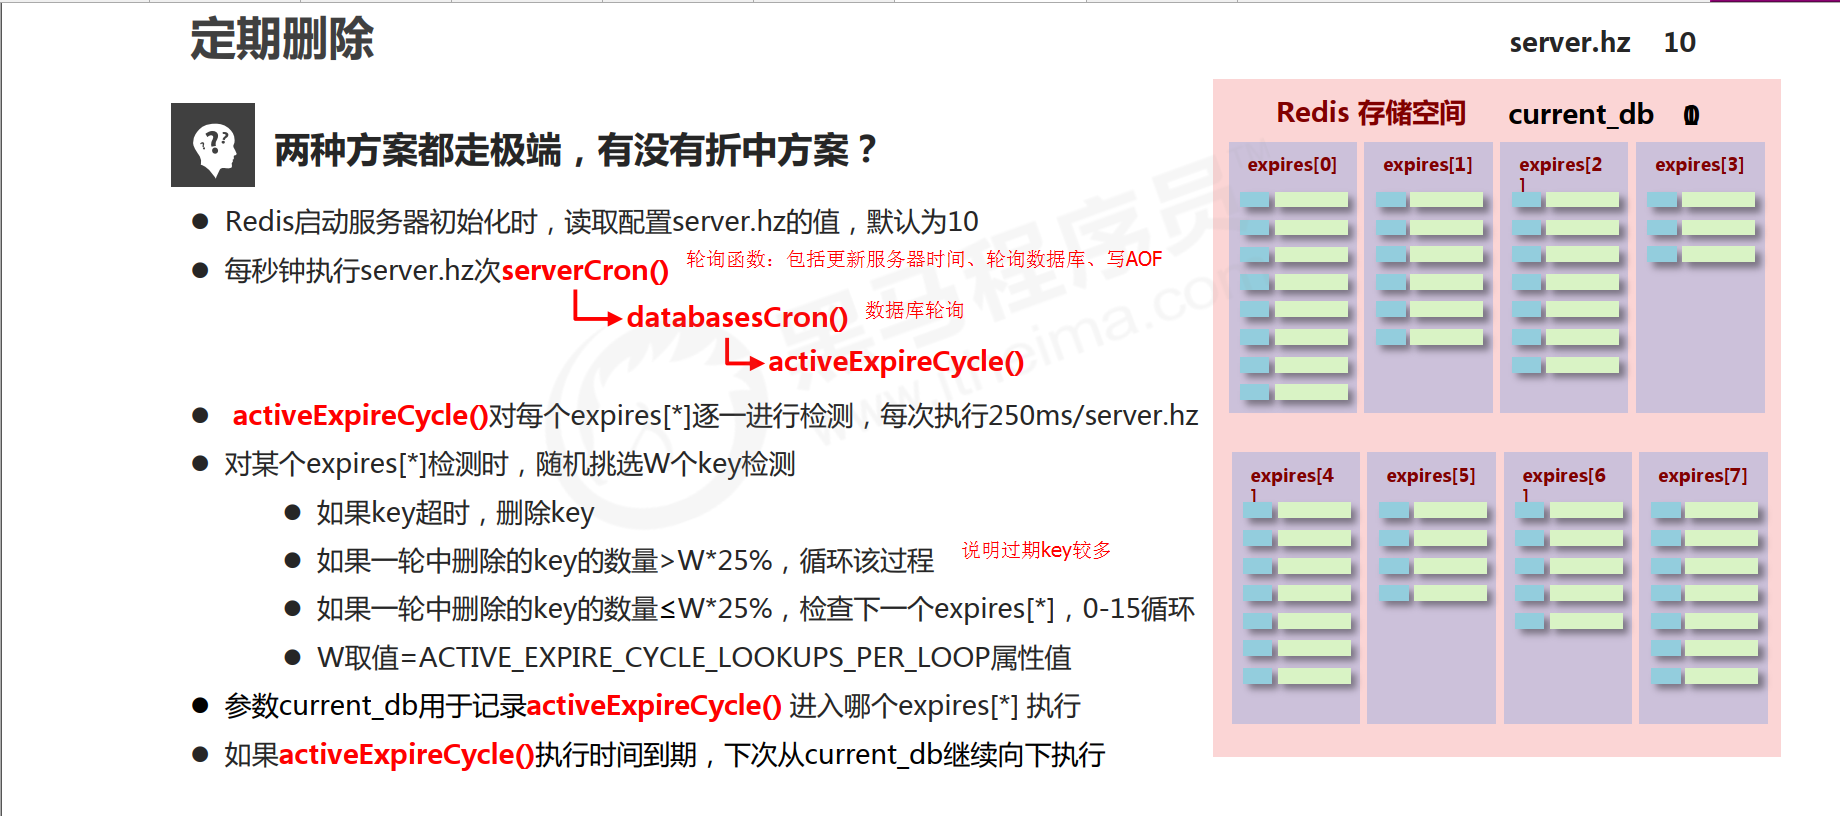 定期删除
server.hz 10
两种方案都走极端，有没有折中方案？
Redis启动服务器初始化时，读取配置server.hz的值，默认为10
每秒钟执行server.hz次serverCron() 轮询函数：包括更新服务器时间、轮询数据库、写AOF
databasesCron() 数据库轮询
activeExpireCycle()
activeExpireCycle()对每个expires[*]逐一进行检测，每次执行250ms/server.hz
对某个expires[*]检测时，随机挑选W个key检测
如果key超时，删除key
如果一轮中删除的key的数量>W*25%，循环该过程 说明过期key较多
如果一轮中删除的key的数量≤W*25%，检查下一个expires[*]，0-15循环
W取值=ACTIVE_EXPIRE_CYCLE_LOOKUPS_PER_LOOP属性值
参数current_db用于记录activeExpireCycle() 进入哪个expires[*] 执行
如果activeExpireCycle()执行时间到期，下次从current_db继续向下执行
Redis 存储空间
current_db
expires[0]
expires[1]
expires[2
]
expires[3]
expires[4
]
expires[5]
expires[6
]
expires[7]
黑马程序员™
www.itheima.com